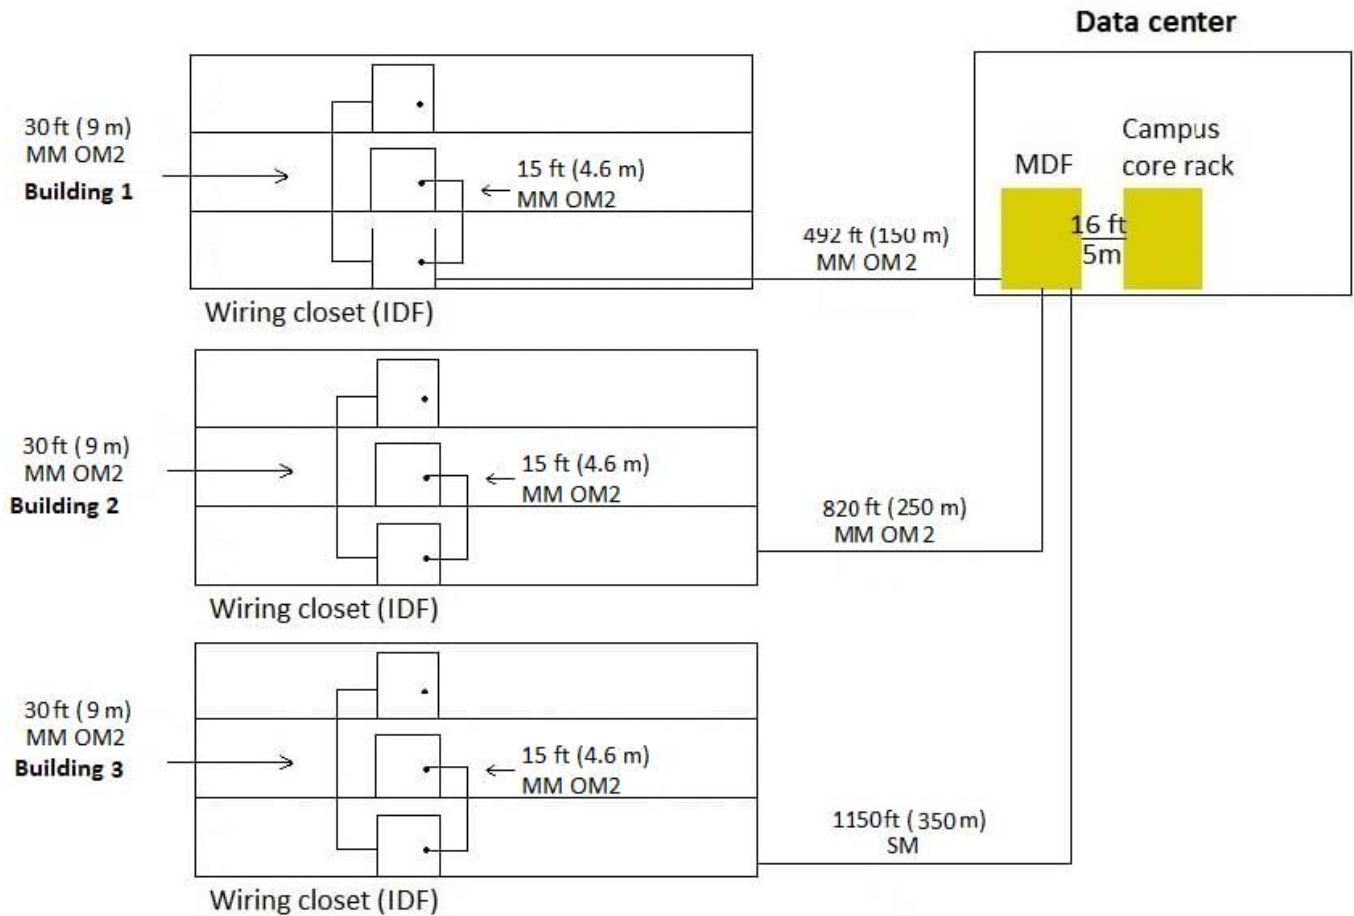 Data center
Campus
core rack
MDF
16 ft
5m
30 ft ( 9 m)
MM OM2
Building 1
15 ft (4.6 m)
MM OM2
492 ft (150 m)
MM OM 2
Wiring closet (IDF)
30 ft ( 9 m)
MM OM2
Building 2
15 ft (4.6 m)
MM OM2
820 ft (250 m)
MM OM 2
Wiring closet (IDF)
30 ft ( 9 m)
MM OM2
Building 3
15 ft (4.6 m)
MM OM2
1150ft ( 350 m)
SM
Wiring closet (IDF)